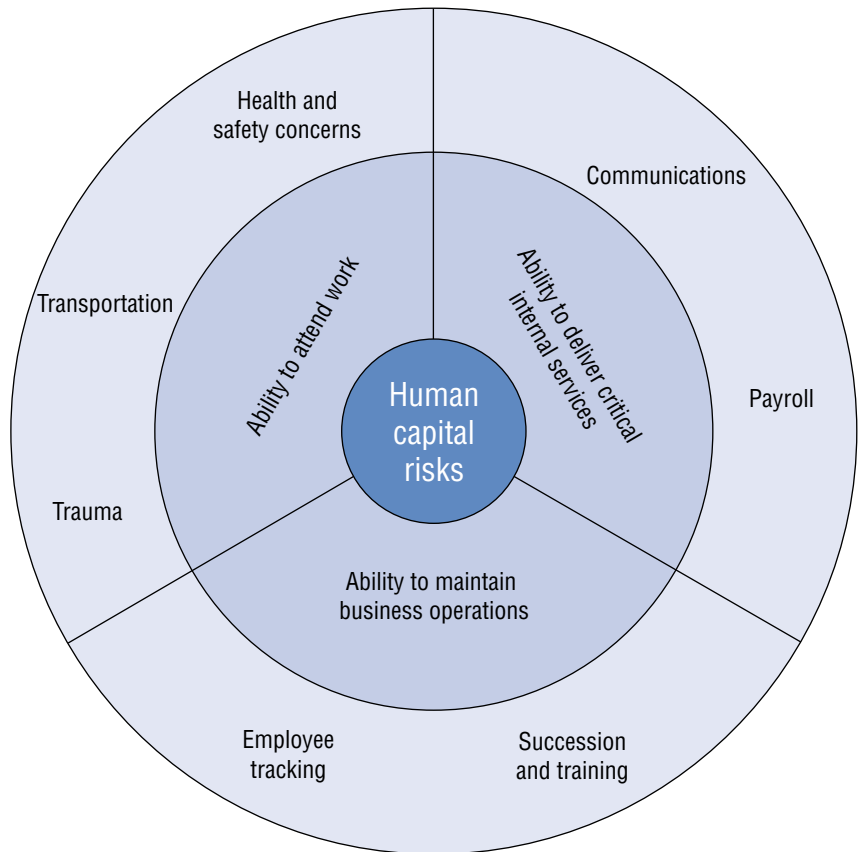 Health and
safety concerns
Communications
Transportation
Ability to attend work
Ability to deliver critical
internal services
Human
capital
risks
Payroll
Trauma
Ability to maintain
business operations
Employee
tracking
Succession
and training